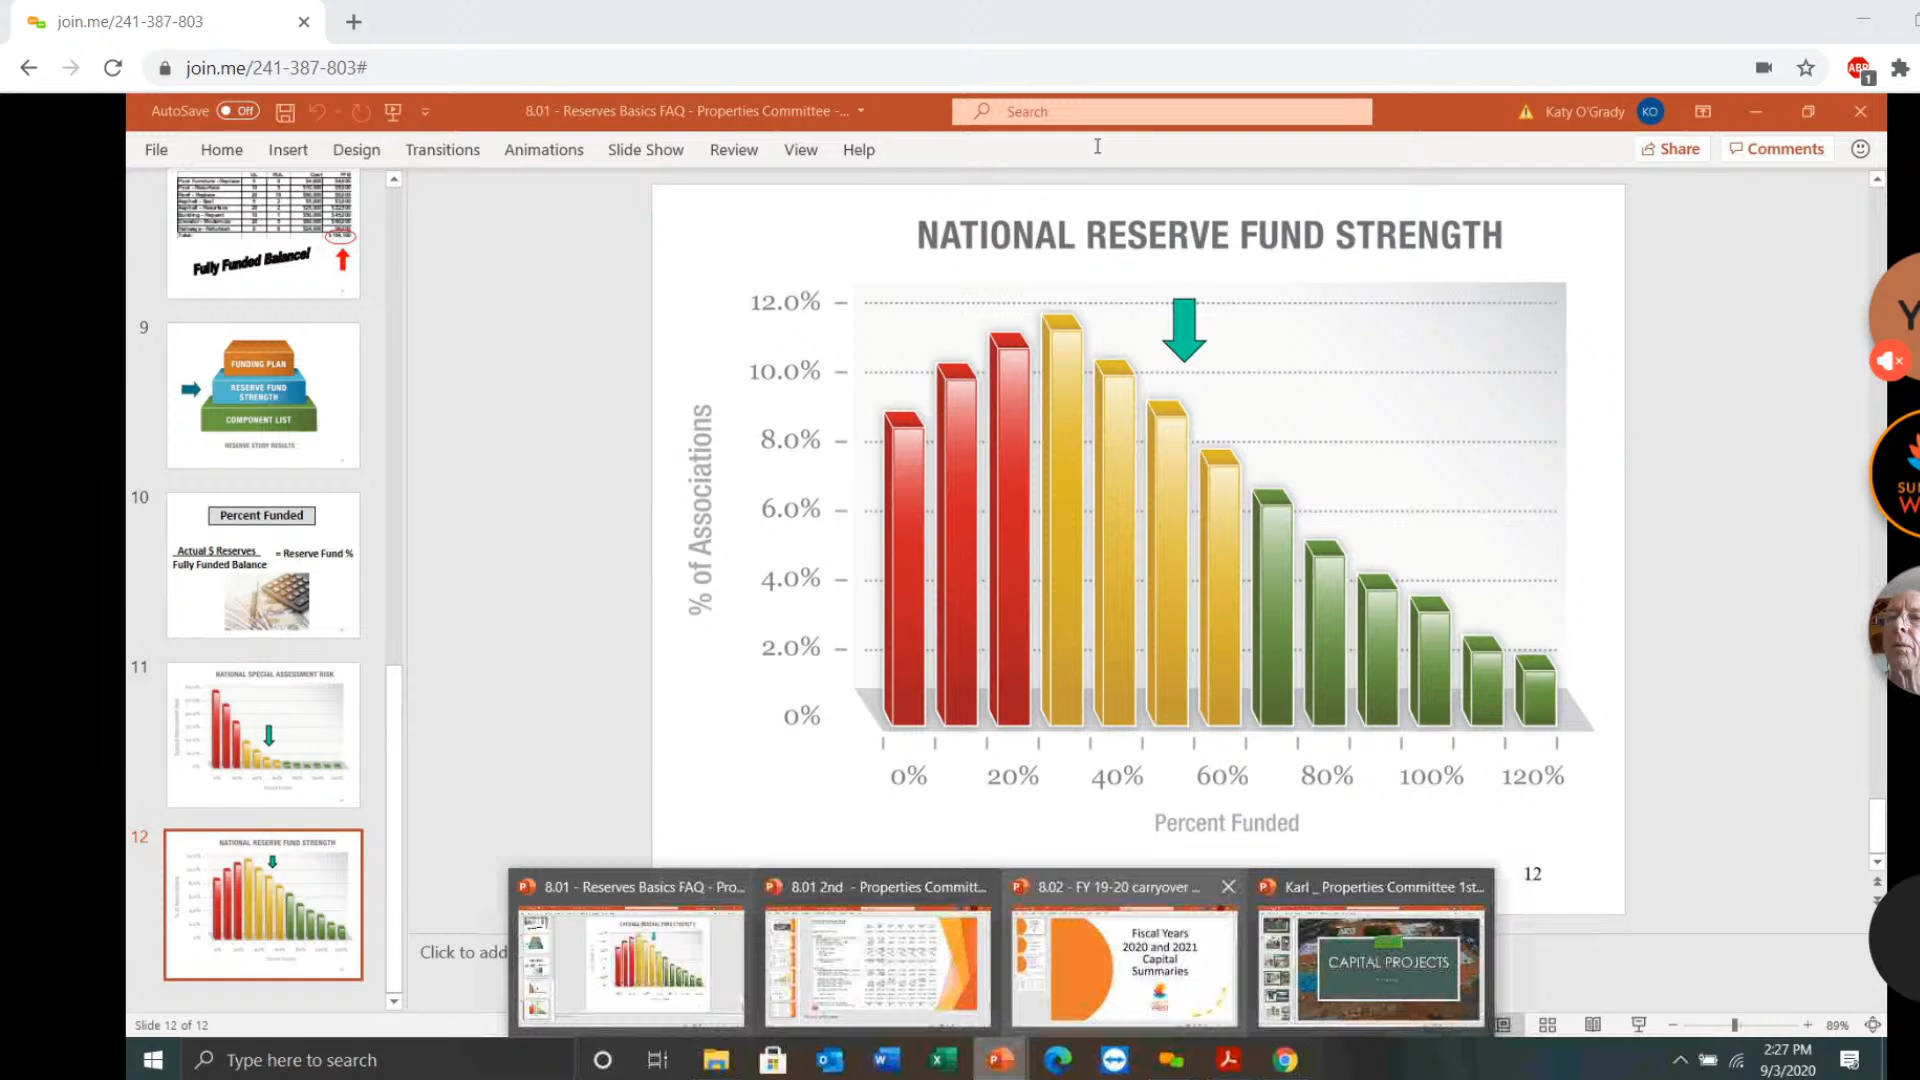 join.me/241-387-803
join.me/241-387-803#
ABP
1
AutoSave Off
8.01 - Reserves Basics FAQ - Properties Committee -...
Search
Katy O'Grady
KO
File Home Insert Design Transitions Animations Slide Show Review View Help
Share Comments
Fully Funded Balance!
9
FUNDING PLAN
RESERVE FUND
STRENGTH
COMPONENT LIST
RESERVE STUDY RESULTS
10
Percent Funded
Actual $ Reserves = Reserve Fund %
Fully Funded Balance
11
NATIONAL SPECIAL ASSESSMENT RISK
12
NATIONAL RESERVE FUND STRENGTH
NATIONAL RESERVE FUND STRENGTH
% of Associations
12.0%
10.0%
8.0%
6.0%
4.0%
2.0%
0%
0% 20% 40% 60% 80% 100% 120%
Percent Funded
12
Y
SU
W
Click to add
8.01 - Reserves Basics FAQ - Pro...
8.01 2nd - Properties Committ...
8.02 - FY 19-20 carryover ...
Karl _ Properties Committee 1st...
Fiscal Years
2020 and 2021
Capital
Summaries
CAPITAL PROJECTS
Slide 12 of 12
89%
Type here to search
2:27 PM
9/3/2020